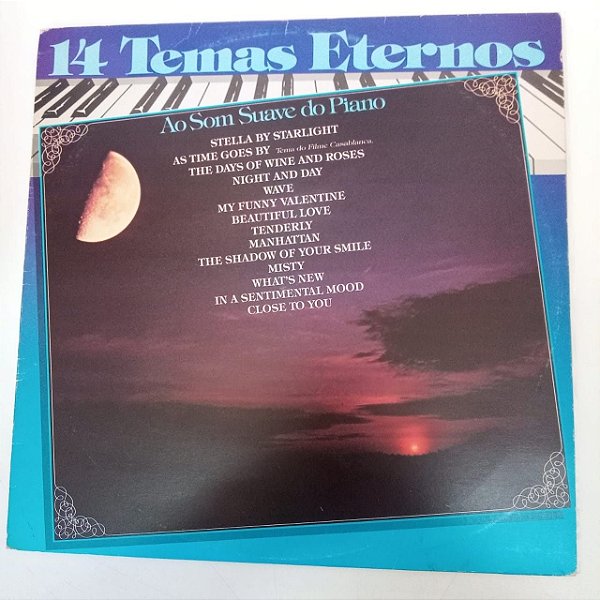 14 Temas Eternos
Ao Som Suave do Piano
STELLA BY STARLIGHT
AS TIME GOES BY Tema do Filme Casablanca.
THE DAYS OF WINE AND ROSES
NIGHT AND DAY
WAVE
MY FUNNY VALENTINE
BEAUTIFUL LOVE
TENDERLY
MANHATTAN
THE SHADOW OF YOUR SMILE
MISTY
WHAT'S NEW
IN A SENTIMENTAL MOOD
CLOSE TO YOU